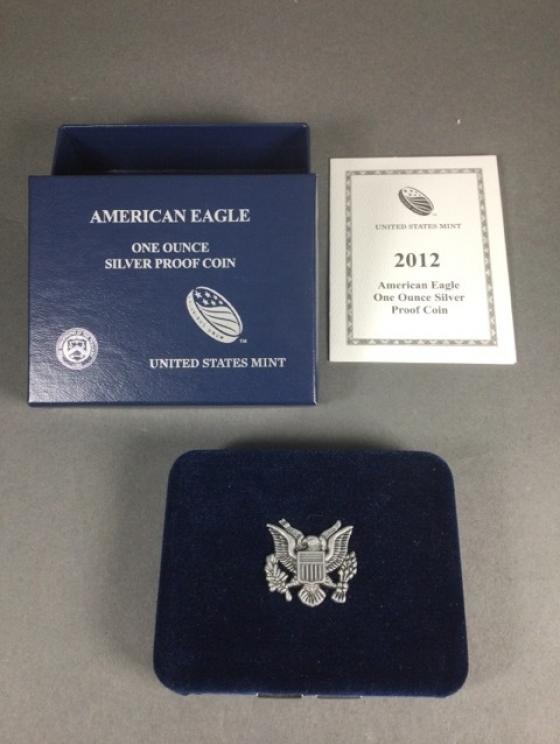 AMERICAN EAGLE
ONE OUNCE
SILVER PROOF COIN
TM
UNITED STATES MINT
UNITED STATES MINT
2012
American Eagle
One Ounce Silver
Proof Coin